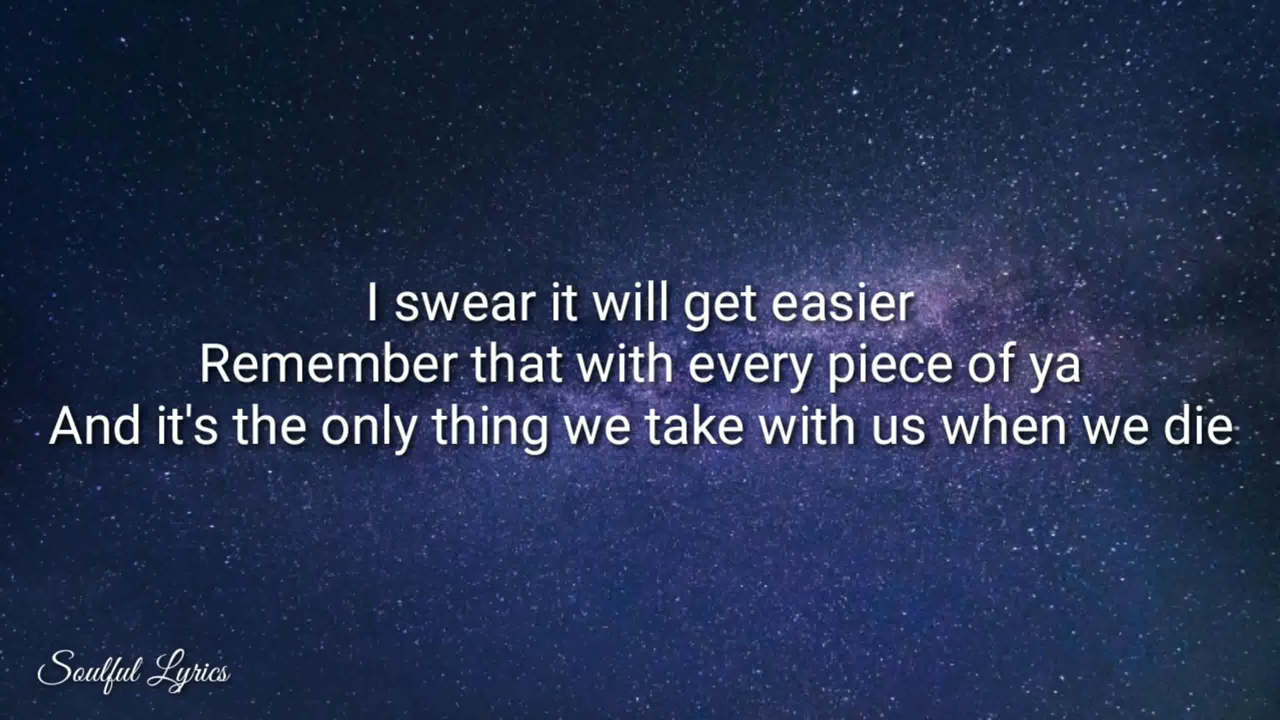 I swear it will get easier
Remember that with every piece of ya
And it's the only thing we take with us when we die
Soulful Lyrics